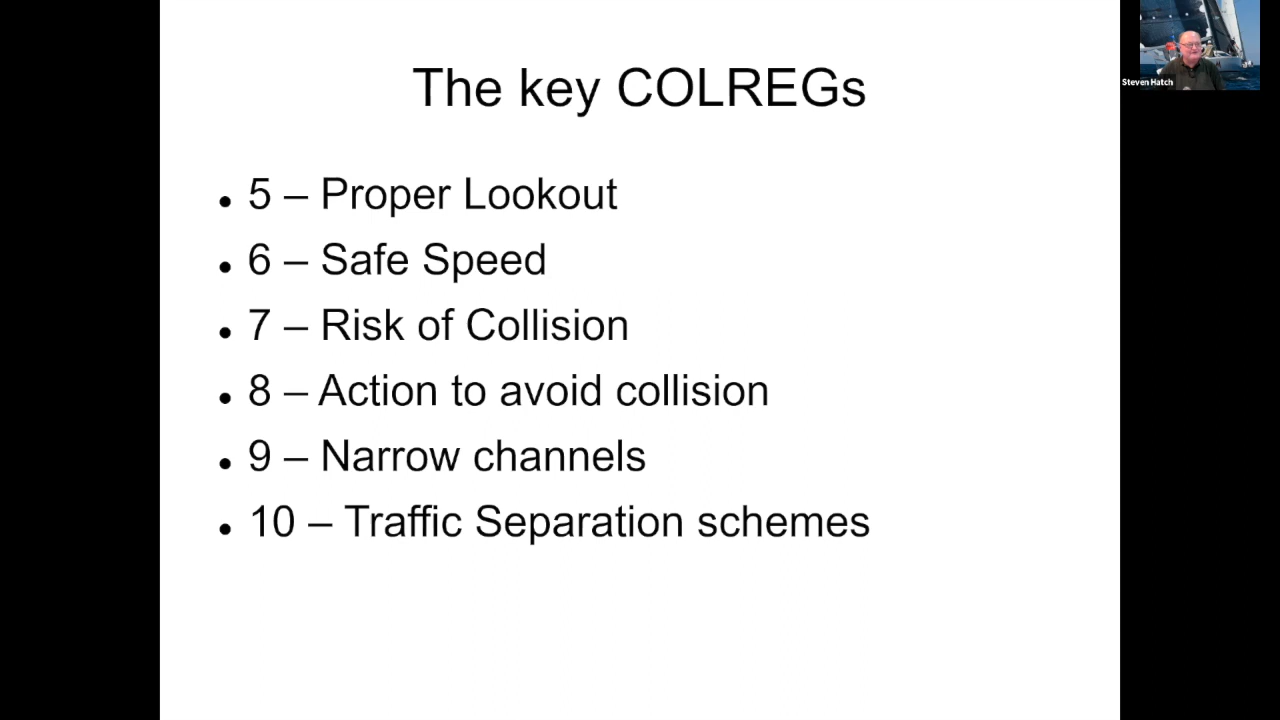 The key COLREGs
• 5 – Proper Lookout
• 6 – Safe Speed
• 7 – Risk of Collision
• 8 – Action to avoid collision
• 9 – Narrow channels
• 10 – Traffic Separation schemes
Steven Hatch